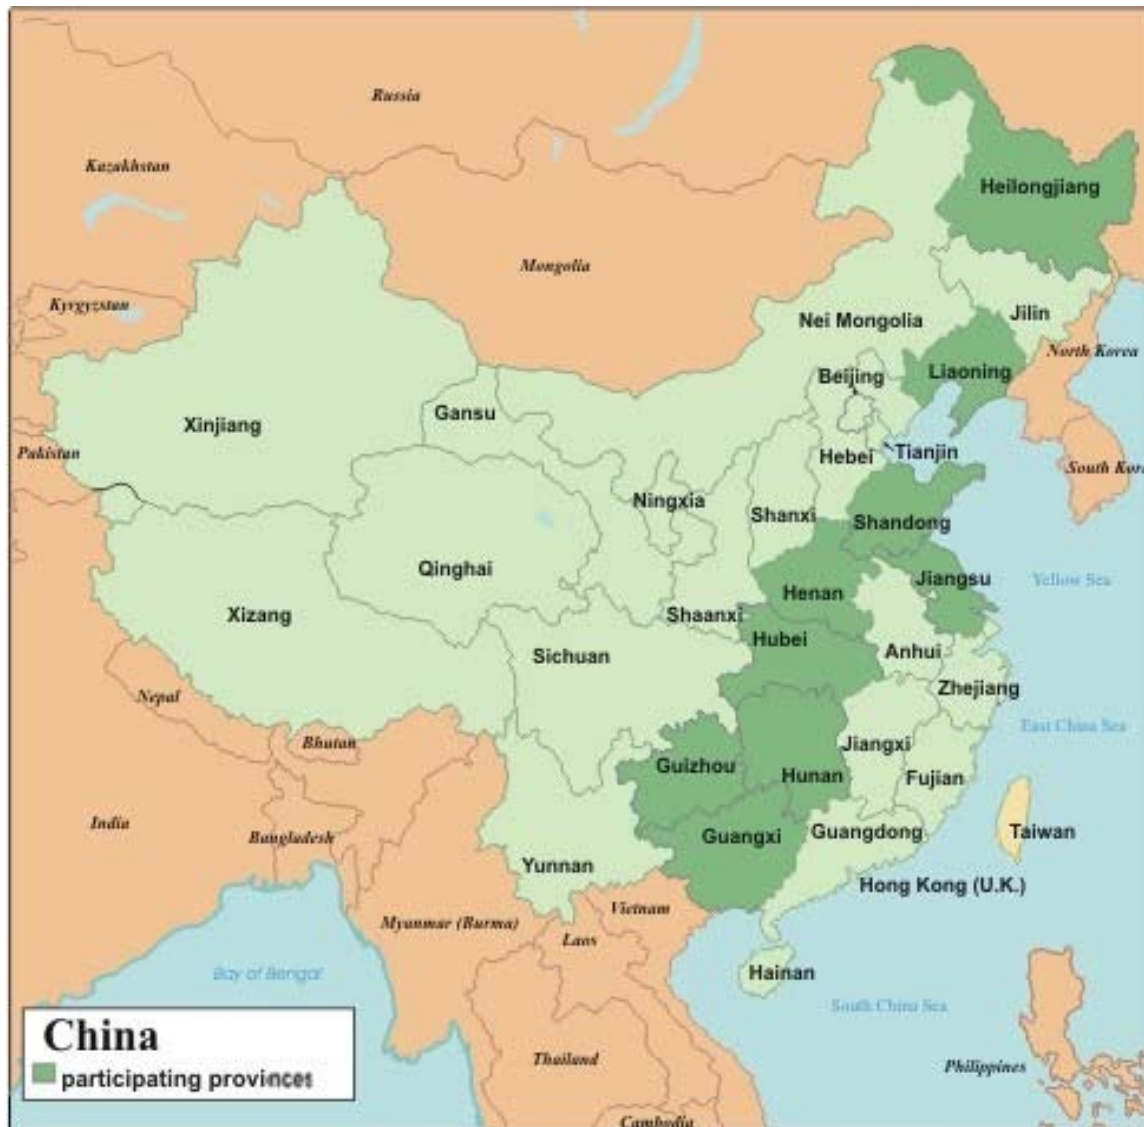 Russia
Kazakhstan
Heilongjiang
Mongolia
Kyrgyzstan
Nei Mongolia
Jilin
North Korea
Beijing
Liaoning
Xinjiang
Gansu
Pakistan
Hebei
Tianjin
South Kor
Ningxia
Shanxi
Shandong
Qinghai
Henan
Jiangsu
Yellow Sea
Xizang
Shaanxi
Hubei
Sichuan
Anhui
Zhejiang
Nepal
East China Sea
Bhutan
Jiangxi
Guizhou
Hunan
Fujian
India
Bangladesh
Guangxi
Guangdong
Taiwan
Yunnan
Hong Kong (U.K.)
Vietnam
Myanmar (Burma)
Laos
Bay of Bengal
Hainan
South China Sea
China
participating provinces
Thailand
Philippines
Cambodia